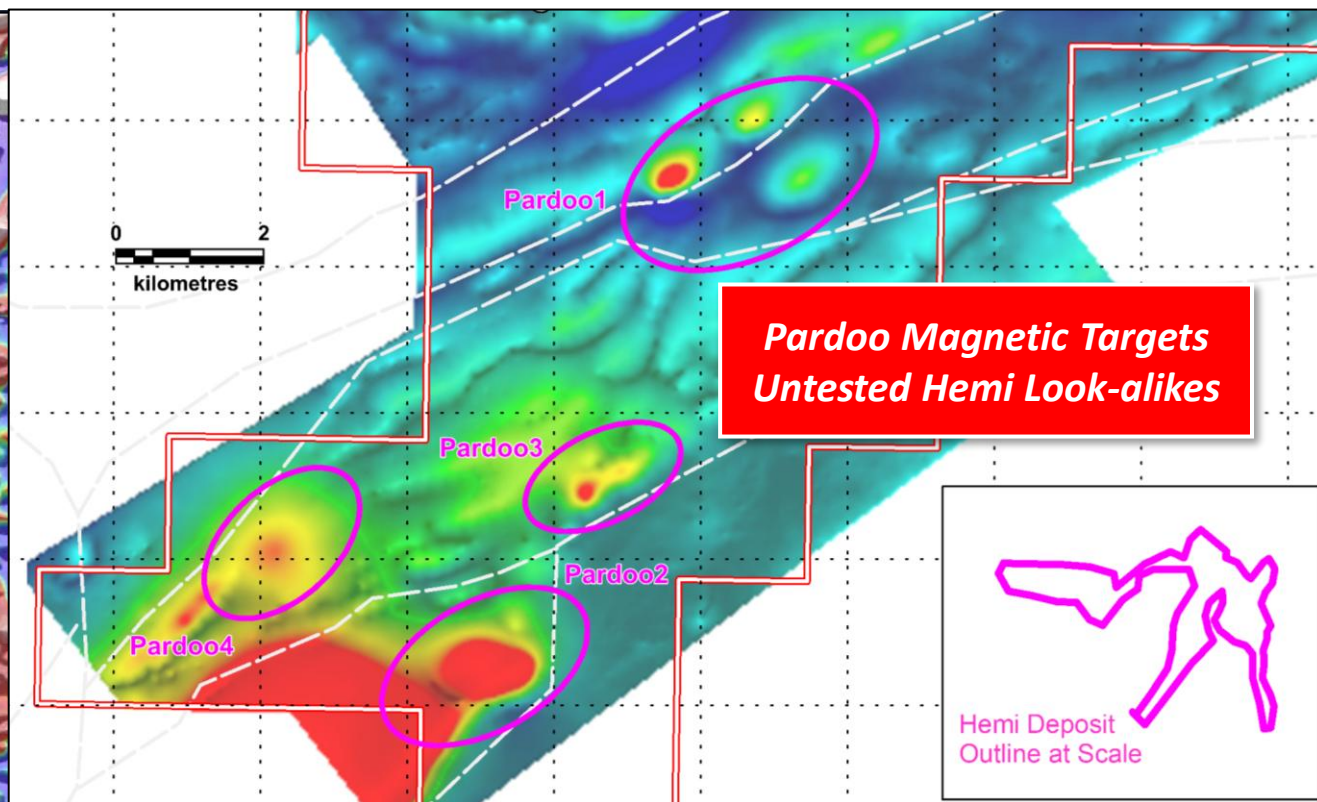 Pardoo1
0 2
kilometres
Pardoo Magnetic Targets
Untested Hemi Look-alikes
Pardoo3
Pardoo2
Pardoo4
Hemi Deposit
Outline at Scale